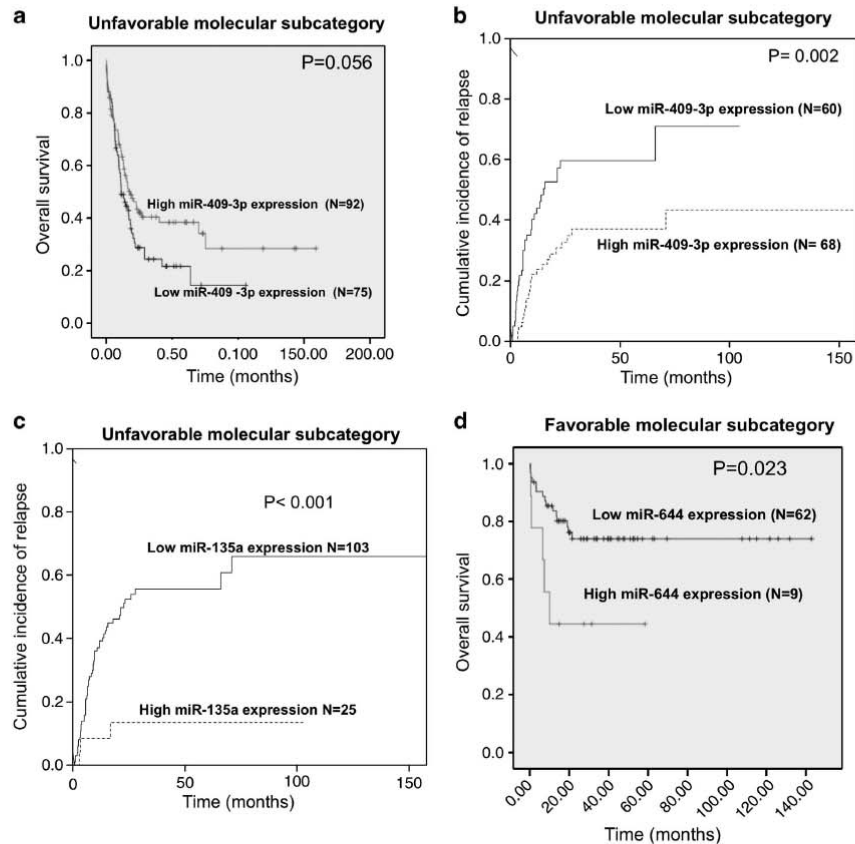 a
Unfavorable molecular subcategory
P=0.056
Overall survival
1.0
0.8
0.6
0.4
0.2
0.0
High miR-409-3p expression (N=92)
Low miR-409 -3p expression (N=75)
0.00 0.50 0.100 150.00 200.00
Time (months)
b
Unfavorable molecular subcategory
P= 0.002
Cumulative incidence of relapse
1.0
0.8
0.6
0.4
0.2
0.0
Low miR-409-3p expression (N=60)
High miR-409-3p expression (N= 68)
0 50 100 150
Time (months)
c
Unfavorable molecular subcategory
P< 0.001
Cumulative incidence of relapse
1.0
0.8
0.6
0.4
0.2
0.0
Low miR-135a expression N=103
High miR-135a expression N=25
0 50 100 150
Time (months)
d
Favorable molecular subcategory
P=0.023
Overall survival
1.0
0.8
0.6
0.4
0.2
0.0
Low miR-644 expression (N=62)
High miR-644 expression (N=9)
0.00 20.00 40.00 60.00 80.00 100.00 120.00 140.00
Time (months)